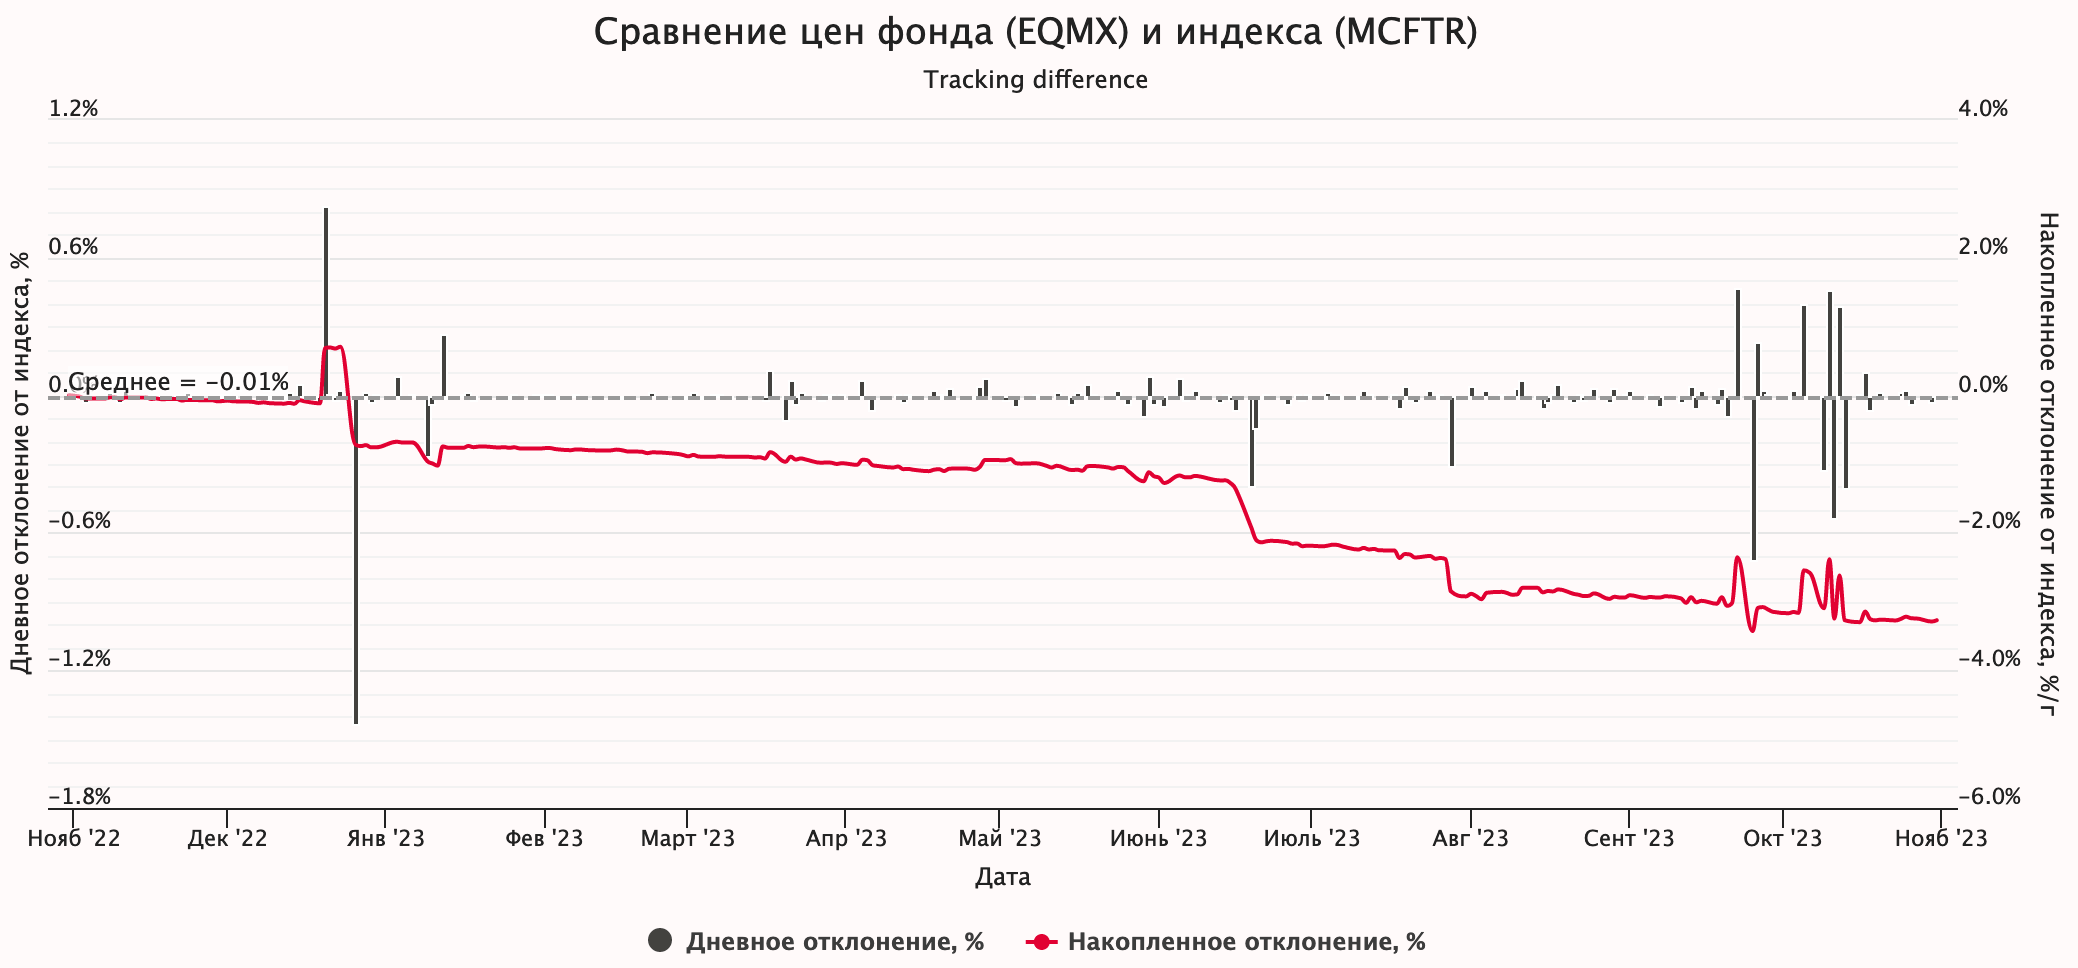 Сравнение цен фонда (EQMX) и индекса (MCFTR)
Tracking difference
Дневное отклонение от индекса, %
1.2%
0.6%
0.0%
−0.6%
−1.2%
−1.8%
Среднее = −0.01%
4.0%
2.0%
0.0%
−2.0%
−4.0%
−6.0%
Накопленное отклонение от индекса, %/г
Нояб '22 Дек '22 Янв '23 Фев '23 Март '23 Апр '23 Май '23 Июнь '23 Июль '23 Авг '23 Сент '23 Окт '23 Нояб '23
Дата
Дневное отклонение, % Накопленное отклонение, %